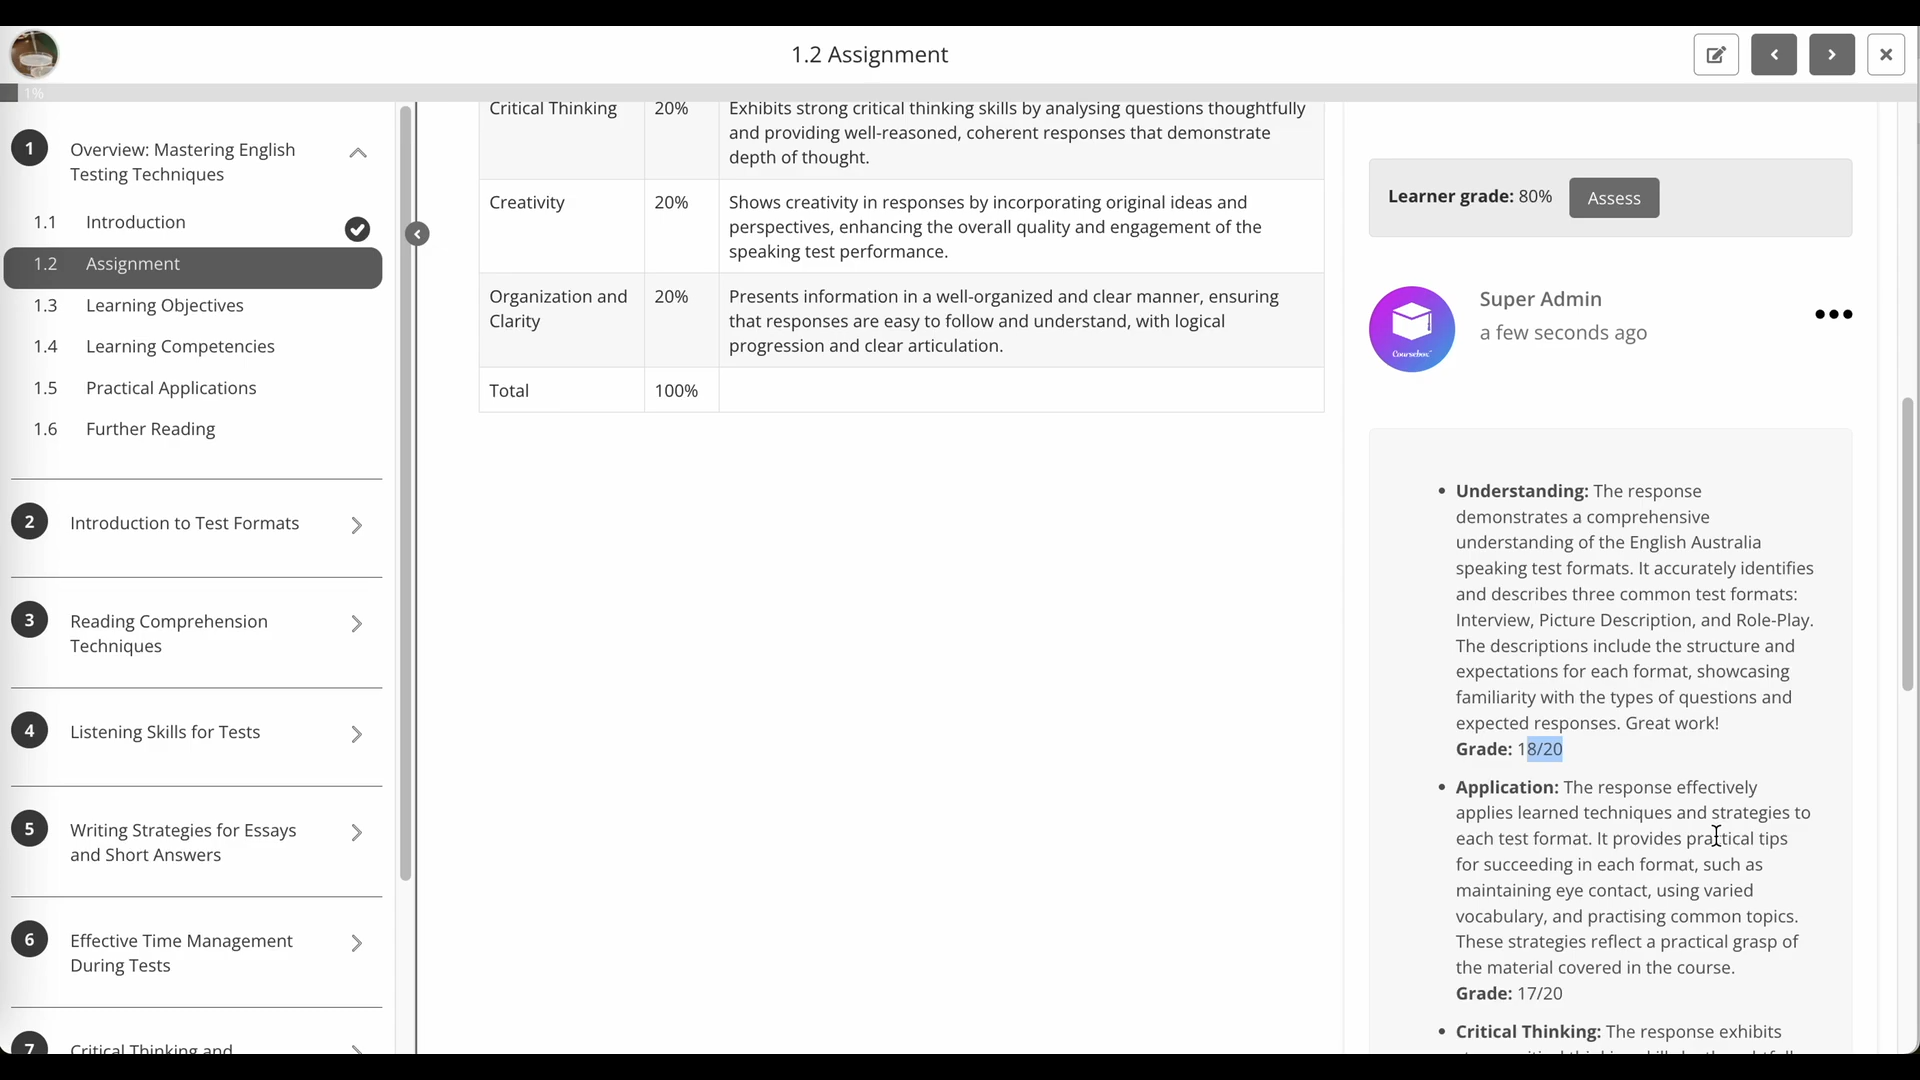 1.2 Assignment
1%
1
Overview: Mastering English
Testing Techniques
1.1 Introduction
1.2 Assignment
1.3 Learning Objectives
1.4 Learning Competencies
1.5 Practical Applications
1.6 Further Reading
2
Introduction to Test Formats
3
Reading Comprehension
Techniques
4
Listening Skills for Tests
5
Writing Strategies for Essays
and Short Answers
6
Effective Time Management
During Tests
7
Critical Thinking and
Critical Thinking 20% Exhibits strong critical thinking skills by analysing questions thoughtfully
and providing well-reasoned, coherent responses that demonstrate
depth of thought.
Creativity 20% Shows creativity in responses by incorporating original ideas and
perspectives, enhancing the overall quality and engagement of the
speaking test performance.
Organization and 20% Presents information in a well-organized and clear manner, ensuring
Clarity that responses are easy to follow and understand, with logical
progression and clear articulation.
Total 100%
Learner grade: 80% Assess
Coursebox
Super Admin
a few seconds ago
Understanding: The response
demonstrates a comprehensive
understanding of the English Australia
speaking test formats. It accurately identifies
and describes three common test formats:
Interview, Picture Description, and Role-Play.
The descriptions include the structure and
expectations for each format, showcasing
familiarity with the types of questions and
expected responses. Great work!
Grade: 18/20
Application: The response effectively
applies learned techniques and strategies to
each test format. It provides practical tips
for succeeding in each format, such as
maintaining eye contact, using varied
vocabulary, and practising common topics.
These strategies reflect a practical grasp of
the material covered in the course.
Grade: 17/20
Critical Thinking: The response exhibits